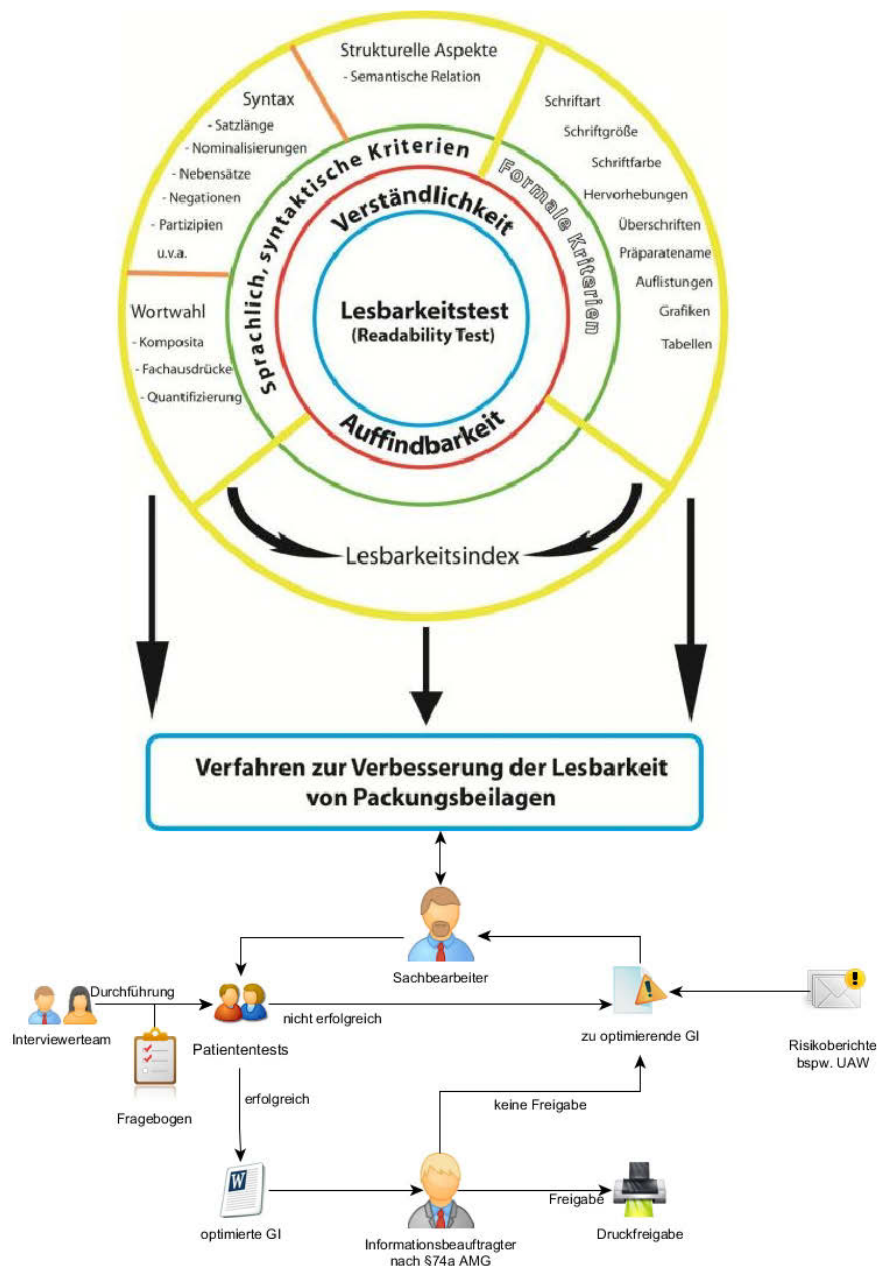 Strukturelle Aspekte
- Semantische Relation
Syntax
- Satzlänge
- Nominalisierungen
- Nebensätze
- Negationen
- Partizipien
u.v.a.
Wortwahl
- Komposita
- Fachausdrücke
- Quantifizierung
Schriftart
Schriftgröße
Schriftfarbe
Hervorhebungen
Überschriften
Präparatename
Auflistungen
Grafiken
Tabellen
Sprachlich, syntaktische Kriterien
Formale Kriterien
Verständlichkeit
Lesbarkeitstest
(Readability Test)
Auffindbarkeit
Lesbarkeitsindex
Verfahren zur Verbesserung der Lesbarkeit
von Packungsbeilagen
Sachbearbeiter
Durchführung
Interviewerteam
Fragebogen
Patiententests
nicht erfolgreich
zu optimierende GI
Risikoberichte
bspw. UAW
erfolgreich
keine Freigabe
W
optimierte GI
Informationsbeauftragter
nach §74a AMG
Freigabe
Druckfreigabe